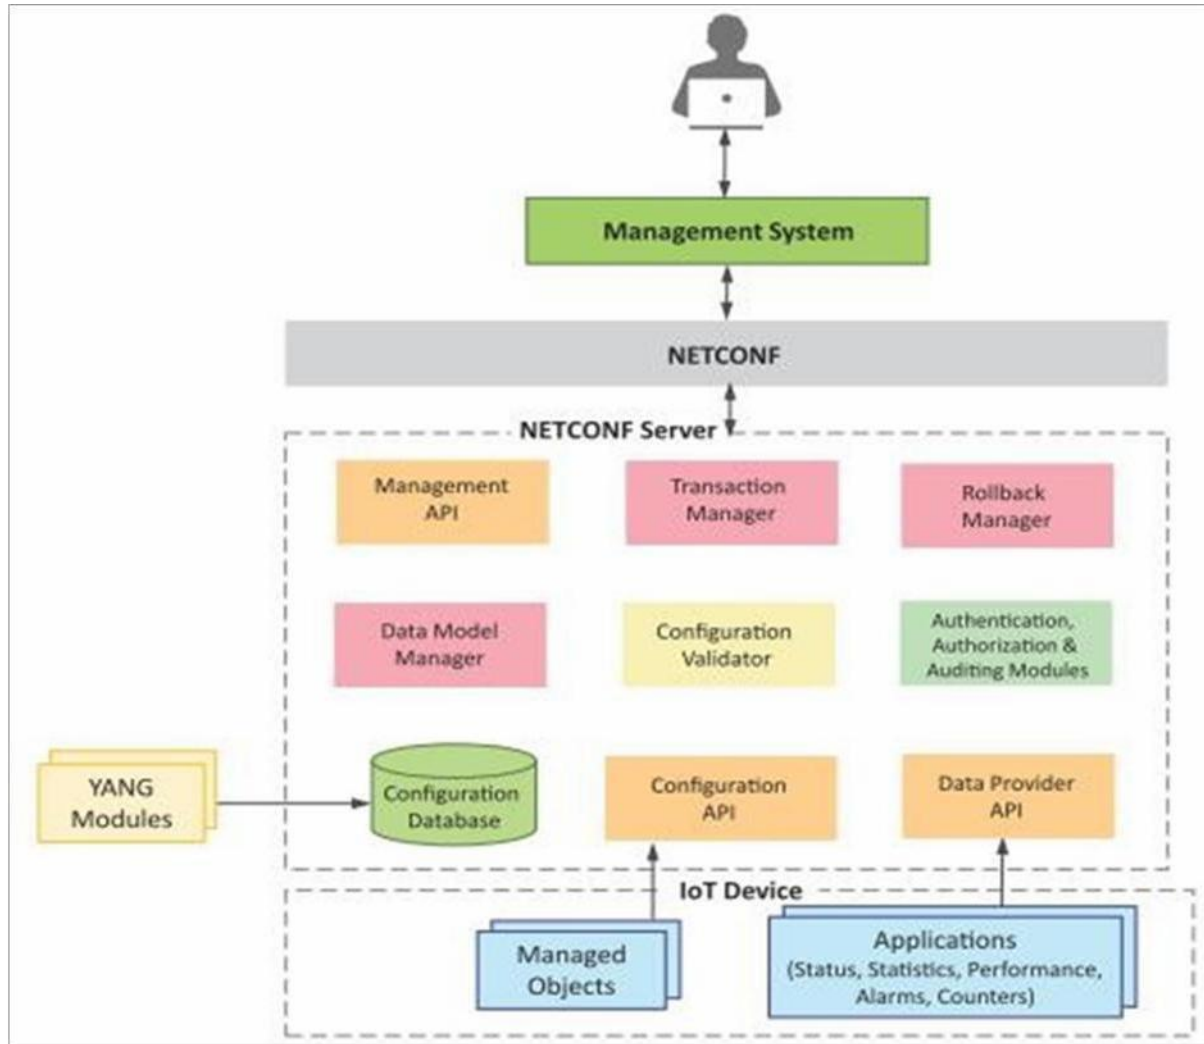 Management System
NETCONF
NETCONF Server
Management
API
Transaction
Manager
Rollback
Manager
Data Model
Manager
Configuration
Validator
Authentication,
Authorization &
Auditing Modules
YANG
Modules
Configuration
Database
Configuration
API
Data Provider
API
IoT Device
Managed
Objects
Applications
(Status, Statistics, Performance,
Alarms, Counters)